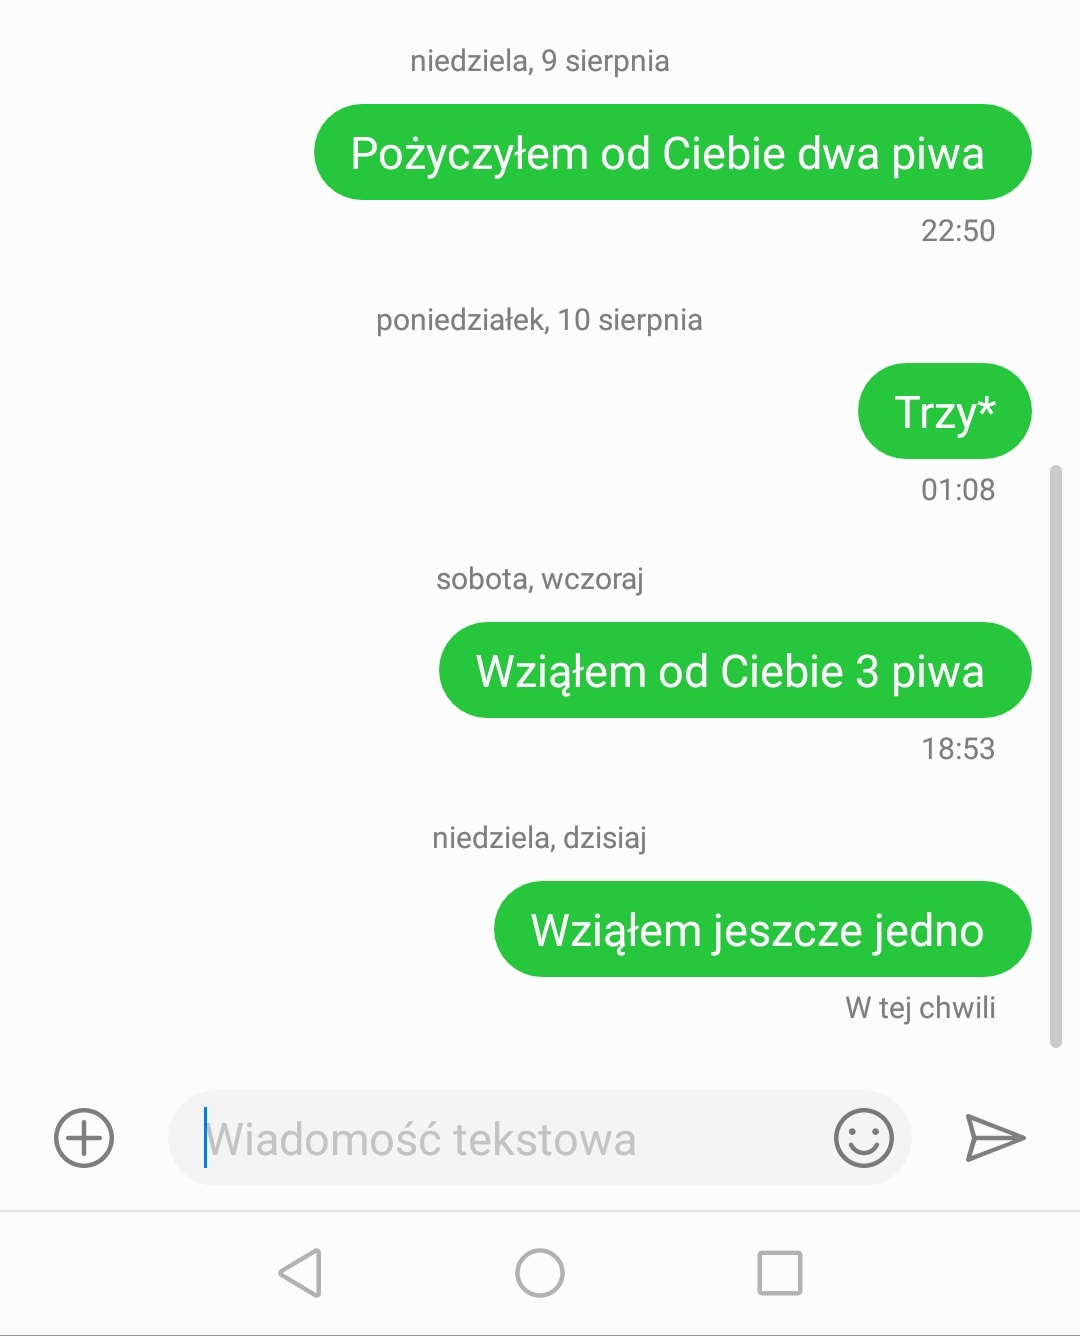 niedziela, 9 sierpnia
Pożyczyłem od Ciebie dwa piwa
22:50
poniedziałek, 10 sierpnia
Trzy*
01:08
sobota, wczoraj
Wziąłem od Ciebie 3 piwa
18:53
niedziela, dzisiaj
Wziąłem jeszcze jedno
W tej chwili
Wiadomość tekstowa